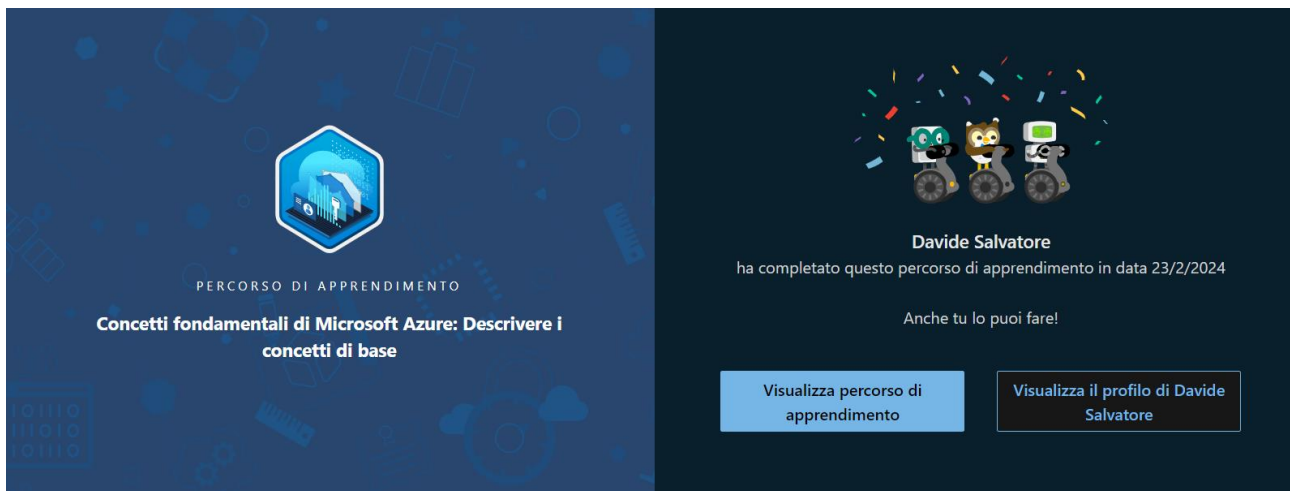 PERCORSO DI APPRENDIMENTO
Concetti fondamentali di Microsoft Azure: Descrivere i
concetti di base
Davide Salvatore
ha completato questo percorso di apprendimento in data 23/2/2024
Anche tu lo puoi fare!
Visualizza percorso di
apprendimento
Visualizza il profilo di Davide
Salvatore